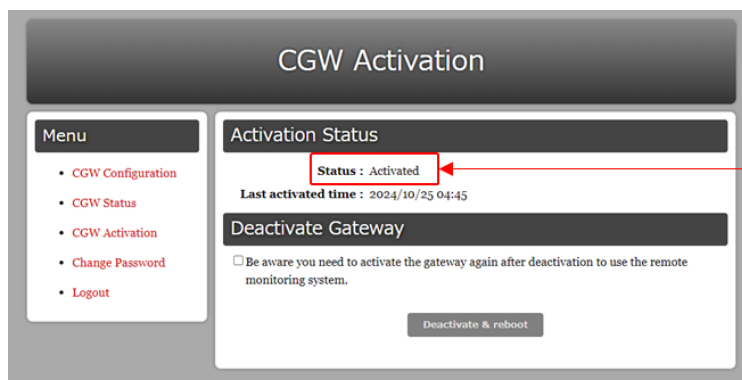 CGW Activation
Menu
CGW Configuration
CGW Status
CGW Activation
Change Password
Logout
Activation Status
Status : Activated
Last activated time : 2024/10/25 04:45
Deactivate Gateway
Be aware you need to activate the gateway again after deactivation to use the remote
monitoring system.
Deactivate & reboot